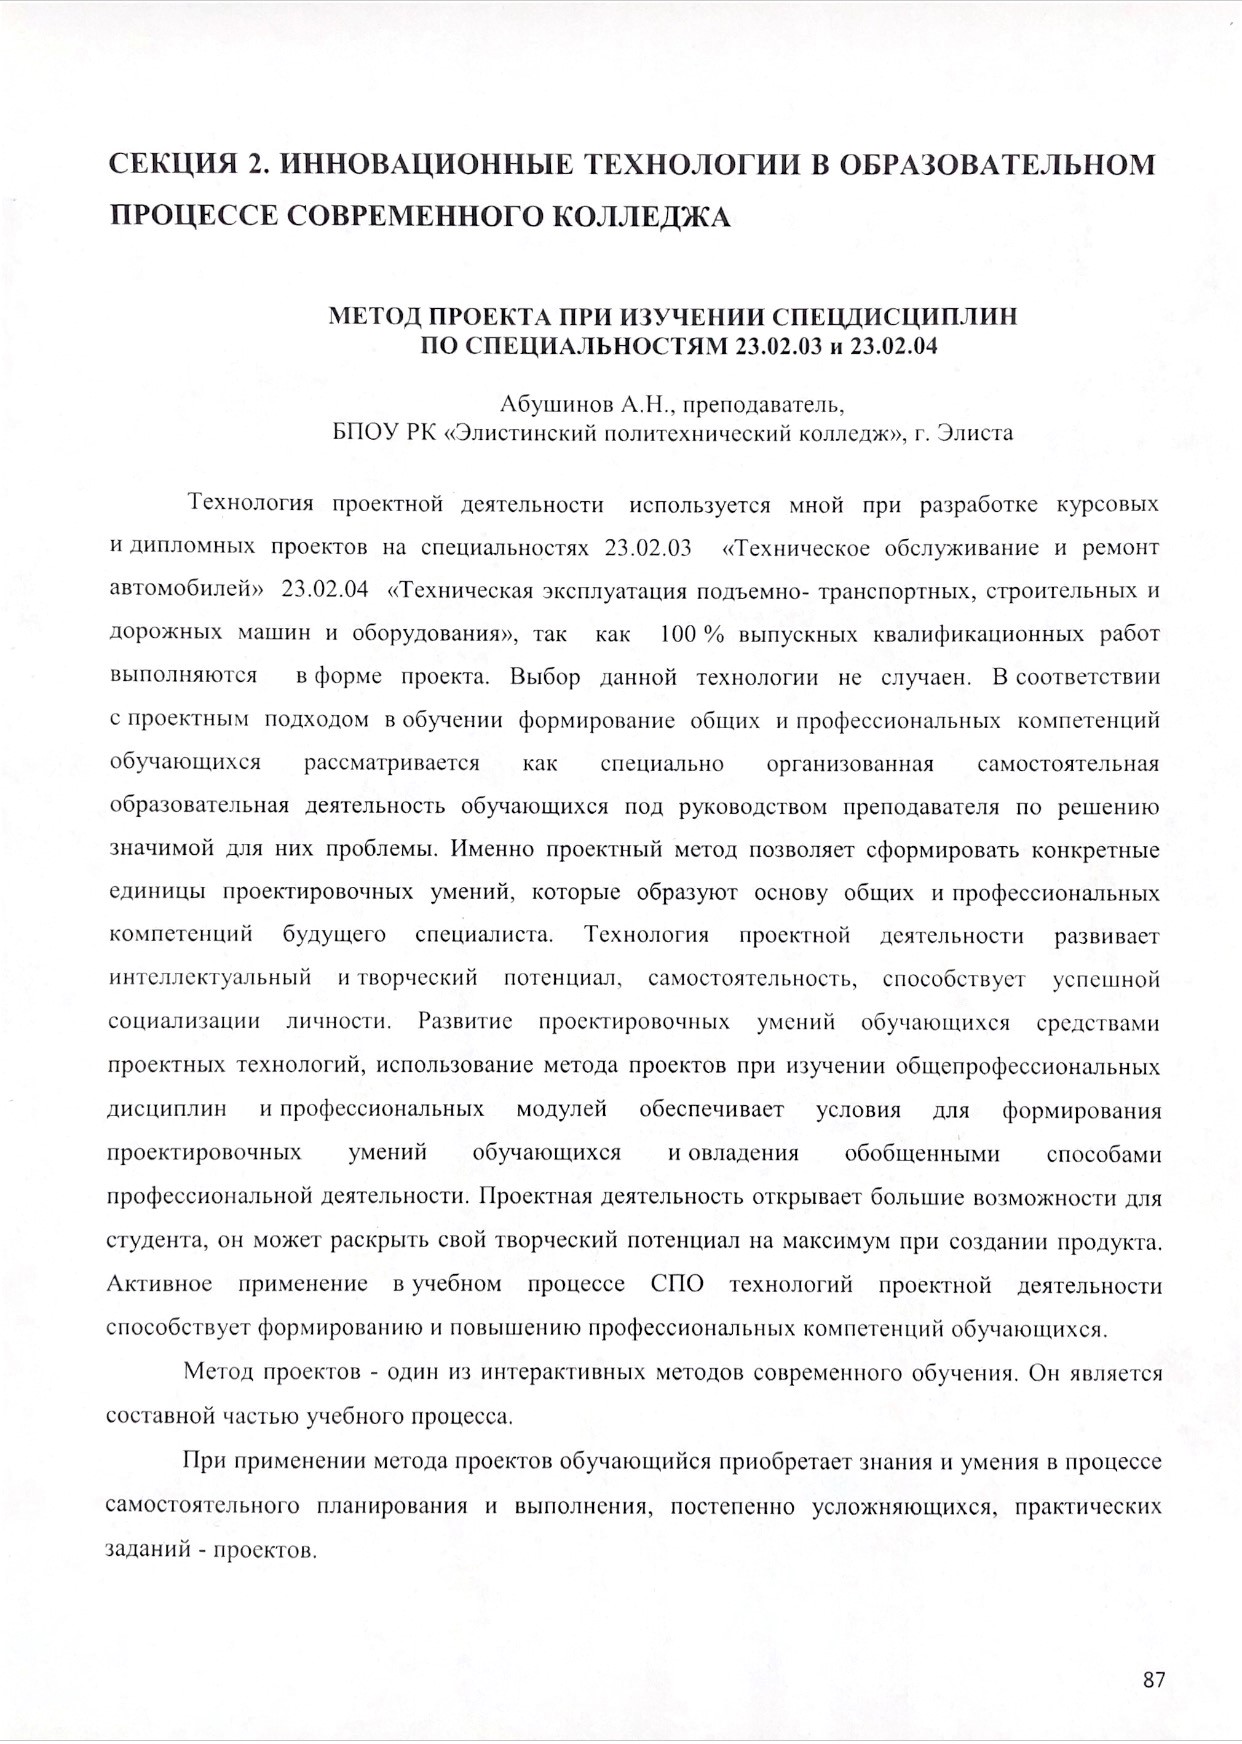 СЕКЦИЯ 2. ИННОВАЦИОННЫЕ ТЕХНОЛОГИИ В ОБРАЗОВАТЕЛЬНОМ
ПРОЦЕССЕ СОВРЕМЕННОГО КОЛЛЕДЖА
МЕТОД ПРОЕКТА ПРИ ИЗУЧЕНИИ СПЕЦДИСЦИПЛИН
ПО СПЕЦИАЛЬНОСТЯМ 23.02.03 и 23.02.04
Абушинов А.Н., преподаватель,
БПОУ РК «Элистинский политехнический колледж», г. Элиста
Технология проектной деятельности используется мной при разработке курсовых
и дипломных проектов на специальностях 23.02.03 «Техническое обслуживание и ремонт
автомобилей» 23.02.04 «Техническая эксплуатация подъемно- транспортных, строительных и
дорожных машин и оборудования», так как 100 % выпускных квалификационных работ
выполняются в форме проекта. Выбор данной технологии не случаен. В соответствии
с проектным подходом в обучении формирование общих и профессиональных компетенций
обучающихся рассматривается как специально организованная самостоятельная
образовательная деятельность обучающихся под руководством преподавателя по решению
значимой для них проблемы. Именно проектный метод позволяет сформировать конкретные
единицы проектировочных умений, которые образуют основу общих и профессиональных
компетенций будущего специалиста. Технология проектной деятельности развивает
интеллектуальный и творческий потенциал, самостоятельность, способствует успешной
социализации личности. Развитие проектировочных умений обучающихся средствами
проектных технологий, использование метода проектов при изучении общепрофессиональных
дисциплин и профессиональных модулей обеспечивает условия для формирования
проектировочных умений обучающихся и овладения обобщенными способами
профессиональной деятельности. Проектная деятельность открывает большие возможности для
студента, он может раскрыть свой творческий потенциал на максимум при создании продукта.
Активное применение в учебном процессе СПО технологий проектной деятельности
способствует формированию и повышению профессиональных компетенций обучающихся.
Метод проектов - один из интерактивных методов современного обучения. Он является
составной частью учебного процесса.
При применении метода проектов обучающийся приобретает знания и умения в процессе
самостоятельного планирования и выполнения, постепенно усложняющихся, практических
заданий - проектов.
87